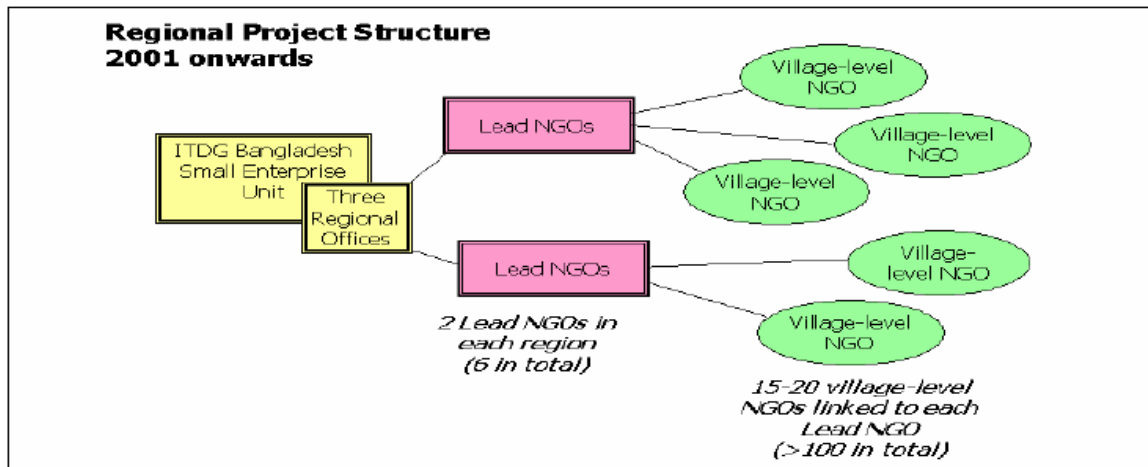 Regional Project Structure
2001 onwards
ITDG Bangladesh
Small Enterprise
Unit
Three
Regional
Offices
Lead NGOs
Village-level
NGO
Village-level
NGO
Village-level
NGO
Lead NGOs
Village-
level NGO
Village-level
NGO
2 Lead NGOs in
each region
(6 in total)
15-20 village-level
NGOs linked to each
Lead NGO
(>100 in total)